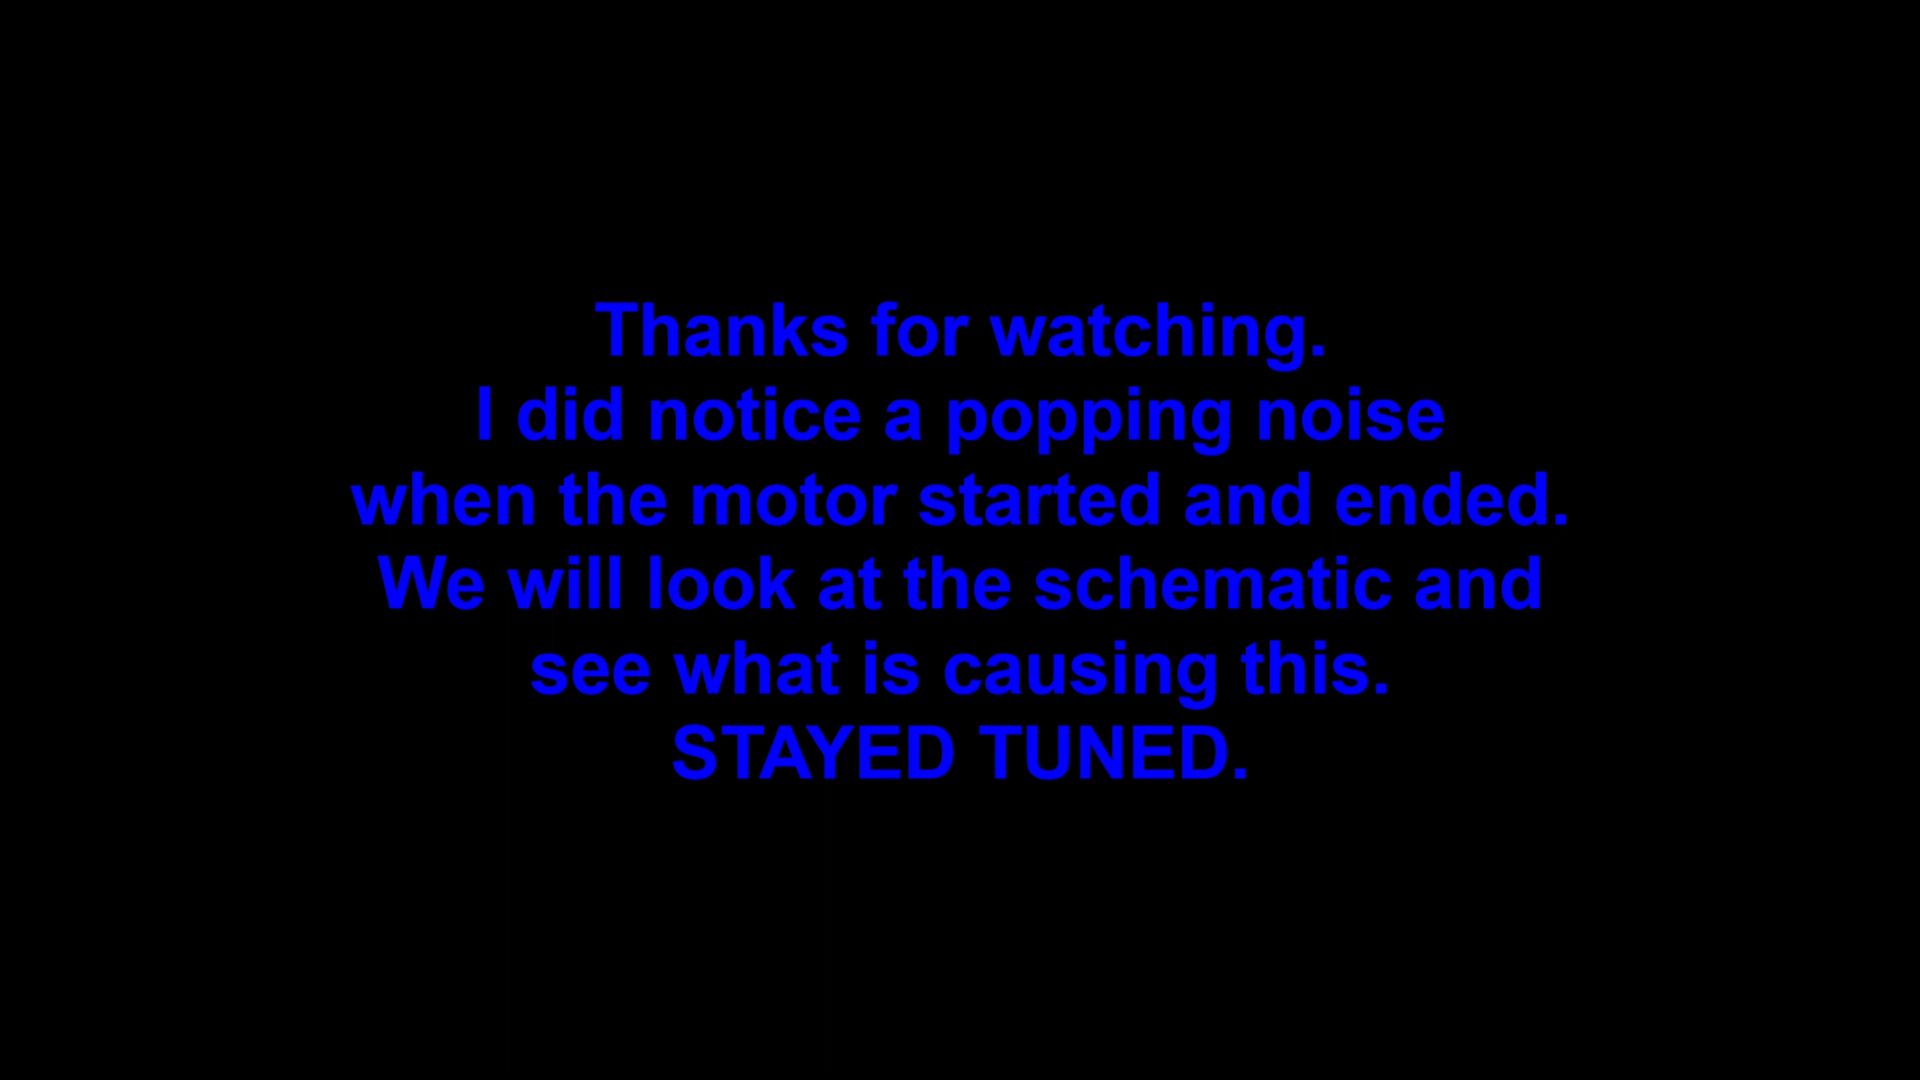 Thanks for watching.
I did notice a popping noise
when the motor started and ended.
We will look at the schematic and
see what is causing this.
STAYED TUNED.